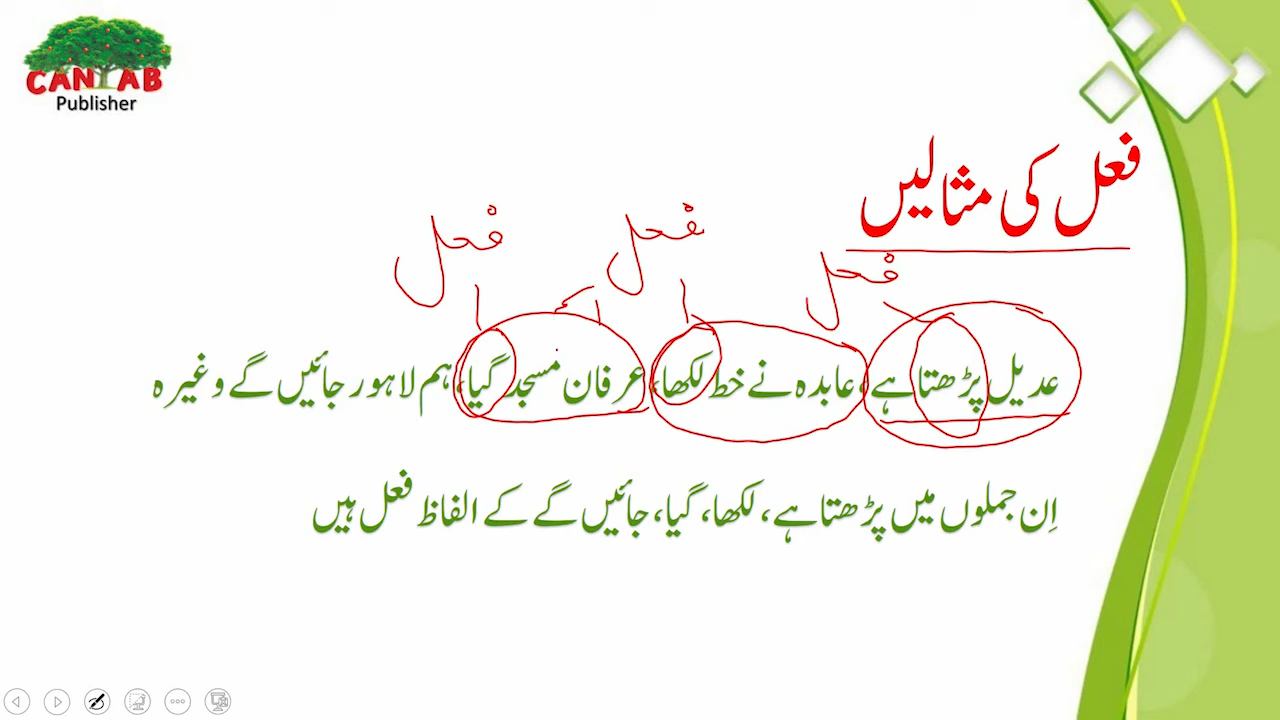 CANTAB
Publisher
فعل کی مثالیں
فعل فعل فعل
عدیل پڑھتا ہے، عابدہ نے خط لکھا، عرفان مسجد گیا، ہم لاہور جائیں گے وغیرہ
اِن جملوں میں پڑھتا ہے، لکھا، گیا، جائیں گے کے الفاظ فعل ہیں